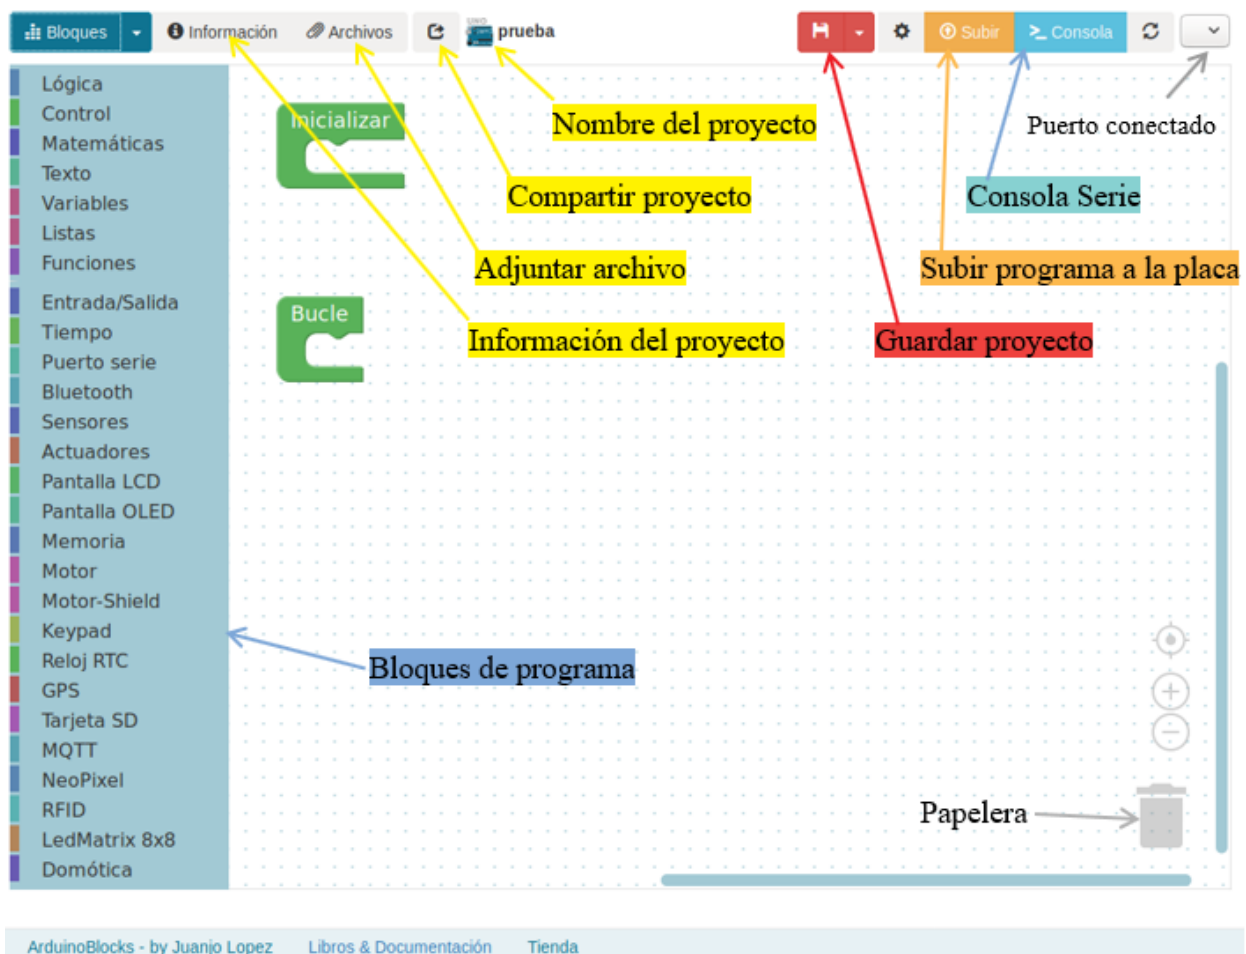 Bloques Información Archivos UNO prueba Subir Consola
Lógica
Control
Matemáticas
Texto
Variables
Listas
Funciones
Entrada/Salida
Tiempo
Puerto serie
Bluetooth
Sensores
Actuadores
Pantalla LCD
Pantalla OLED
Memoria
Motor
Motor-Shield
Keypad
Reloj RTC
GPS
Tarjeta SD
MQTT
NeoPixel
RFID
LedMatrix 8x8
Domótica
Inicializar
Bucle
Nombre del proyecto
Compartir proyecto
Adjuntar archivo
Información del proyecto
Puerto conectado
Consola Serie
Subir programa a la placa
Guardar proyecto
Bloques de programa
Papelera
ArduinoBlocks - by Juanjo Lopez Libros & Documentación Tienda